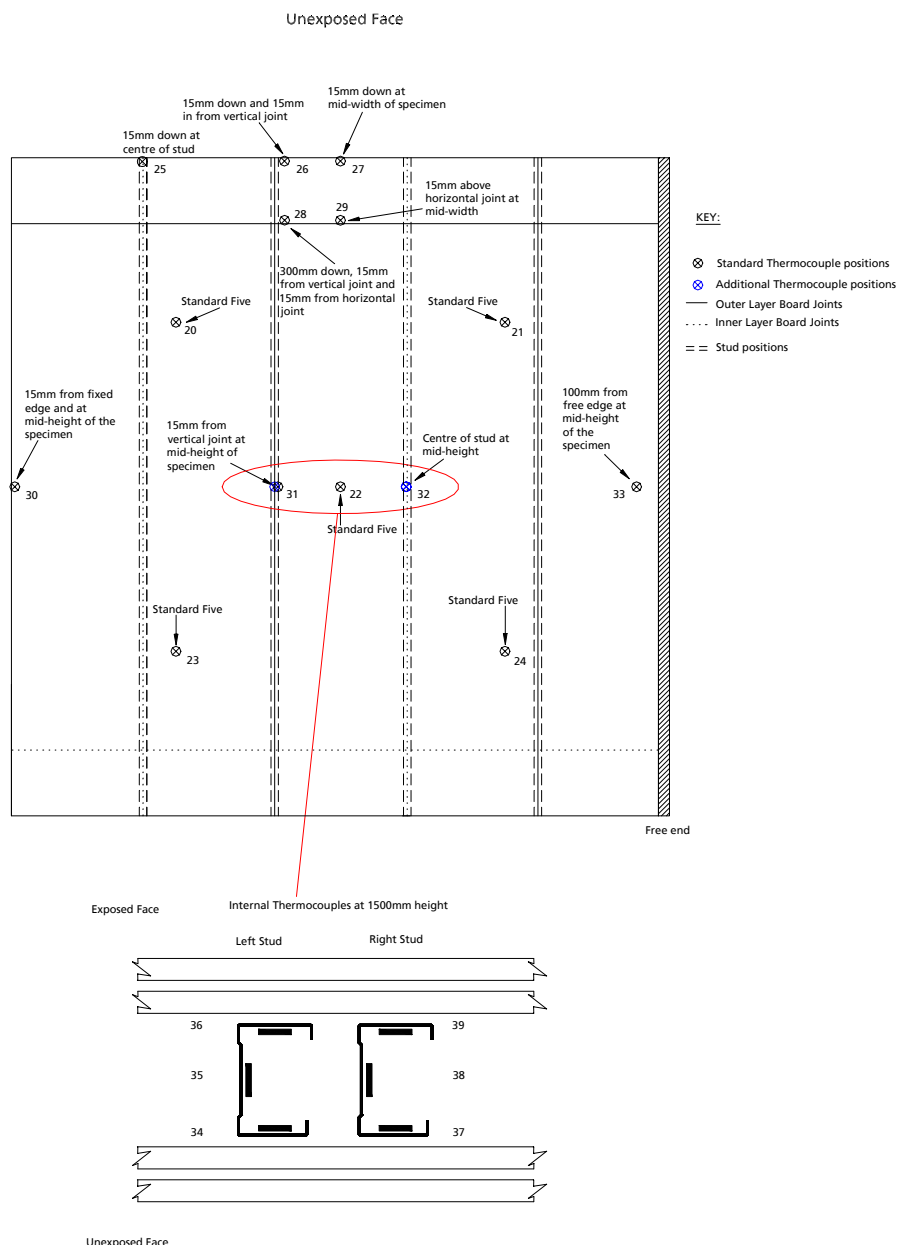 Unexposed Face
15mm down at
mid-width of specimen
15mm down and 15mm
in from vertical joint
15mm down at
centre of stud
25
26
27
15mm above
horizontal joint at
mid-width
28
29
300mm down, 15mm
from vertical joint and
15mm from horizontal
joint
KEY:
Standard Thermocouple positions
Additional Thermocouple positions
Outer Layer Board Joints
Inner Layer Board Joints
Stud positions
Standard Five
20
Standard Five
21
15mm from fixed
edge and at
mid-height of the
specimen
30
15mm from
vertical joint at
mid-height of
specimen
31
22
Standard Five
Centre of stud at
mid-height
32
100mm from
free edge at
mid-height
of the
specimen
33
Standard Five
23
Standard Five
24
Free end
Internal Thermocouples at 1500mm height
Exposed Face
Left Stud
Right Stud
36
39
35
38
34
37
Unexposed Face